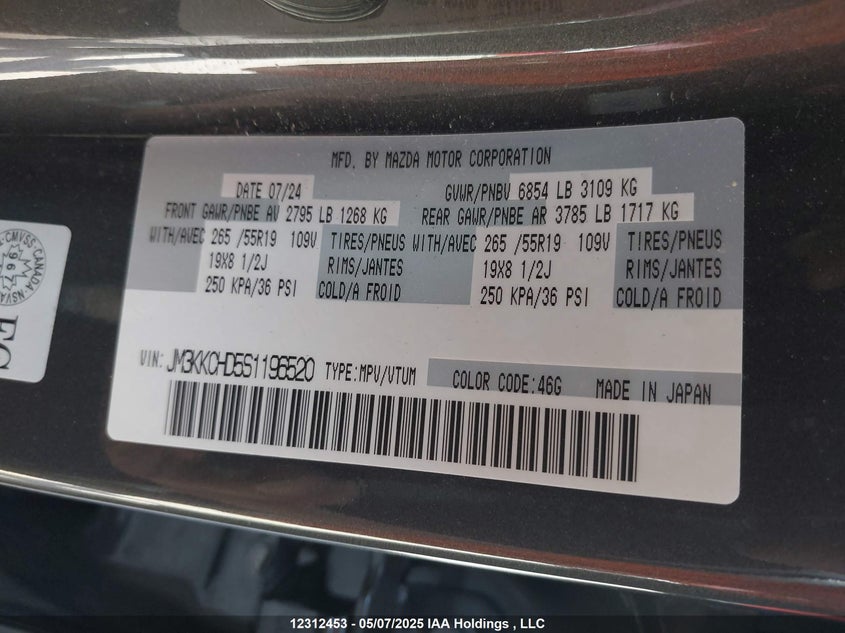 MFD. BY MAZDA MOTOR CORPORATION
DATE 07/24 GVWR/PNBV 6854 LB 3109 KG
FRONT GAWR/PNBE AV 2795 LB 1268 KG REAR GAWR/PNBE AR 3785 LB 1717 KG
WITH/AVEC 265 /55R19 109V TIRES/PNEUS WITH/AVEC 265 /55R19 109V TIRES/PNEUS
19X8 1/2J RIMS/JANTES 19X8 1/2J RIMS/JANTES
250 KPA/36 PSI COLD/A FROID 250 KPA/36 PSI COLD/A FROID
VIN: JM3KKCHD5S1196520 TYPE:MPV/VTUM COLOR CODE:46G MADE IN JAPAN
12312453 - 05/07/2025 IAA Holdings , LLC